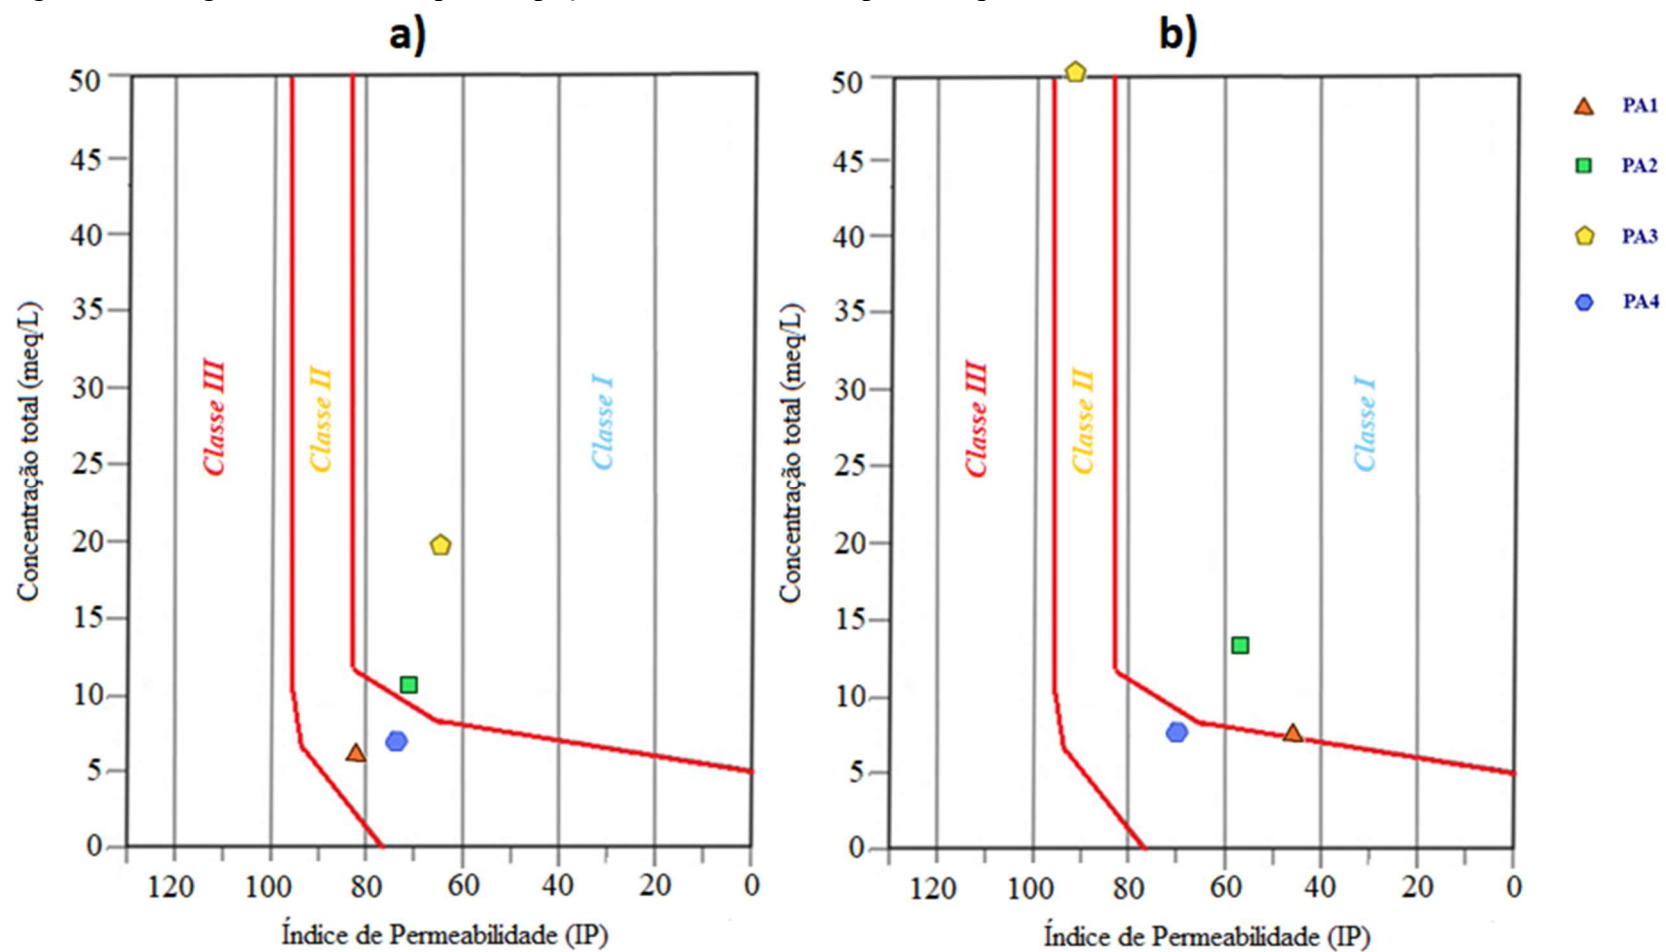 a)
50
45
40
35
30
25
20
15
10
5
0
Concentração total (meq/L)
Classe III
Classe II
Classe I
120 100 80 60 40 20 0
Índice de Permeabilidade (IP)
b)
50
45
40
35
30
25
20
15
10
5
0
Concentração total (meq/L)
Classe III
Classe II
Classe I
120 100 80 60 40 20 0
Índice de Permeabilidade (IP)
PA1
PA2
PA3
PA4